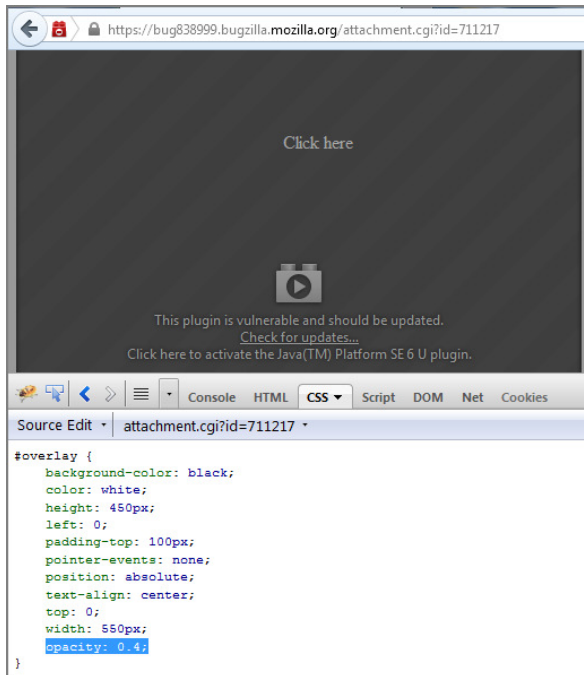 https://bug838999.bugzilla.mozilla.org/attachment.cgi?id=711217
Click here
This plugin is vulnerable and should be updated.
Check for updates...
Click here to activate the Java(TM) Platform SE 6 U plugin.
Console HTML CSS Script DOM Net Cookies
Source Edit attachment.cgi?id=711217
#overlay {
background-color: black;
color: white;
height: 450px;
left: 0;
padding-top: 100px;
pointer-events: none;
position: absolute;
text-align: center;
top: 0;
width: 550px;
opacity: 0.4;
}